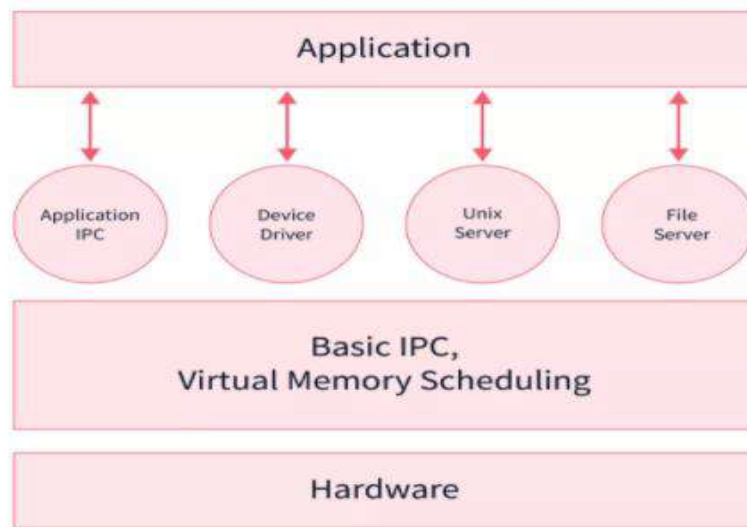 Application
Application
IPC
Device
Driver
Unix
Server
File
Server
Basic IPC,
Virtual Memory Scheduling
Hardware